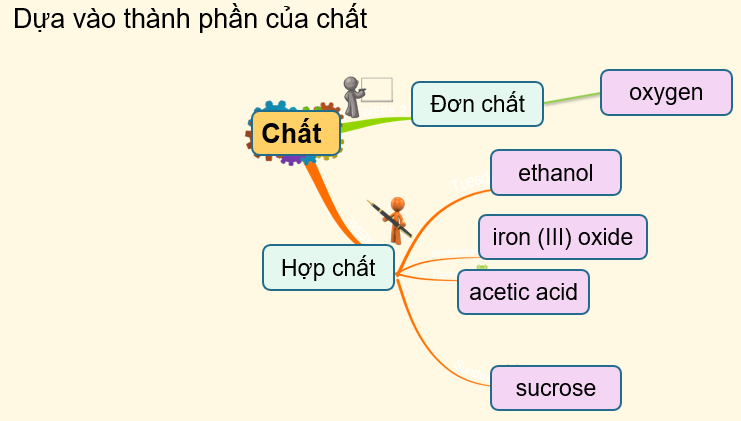 Dựa vào thành phần của chất
Chất
Đơn chất
oxygen
Hợp chất
ethanol
iron (III) oxide
acetic acid
sucrose